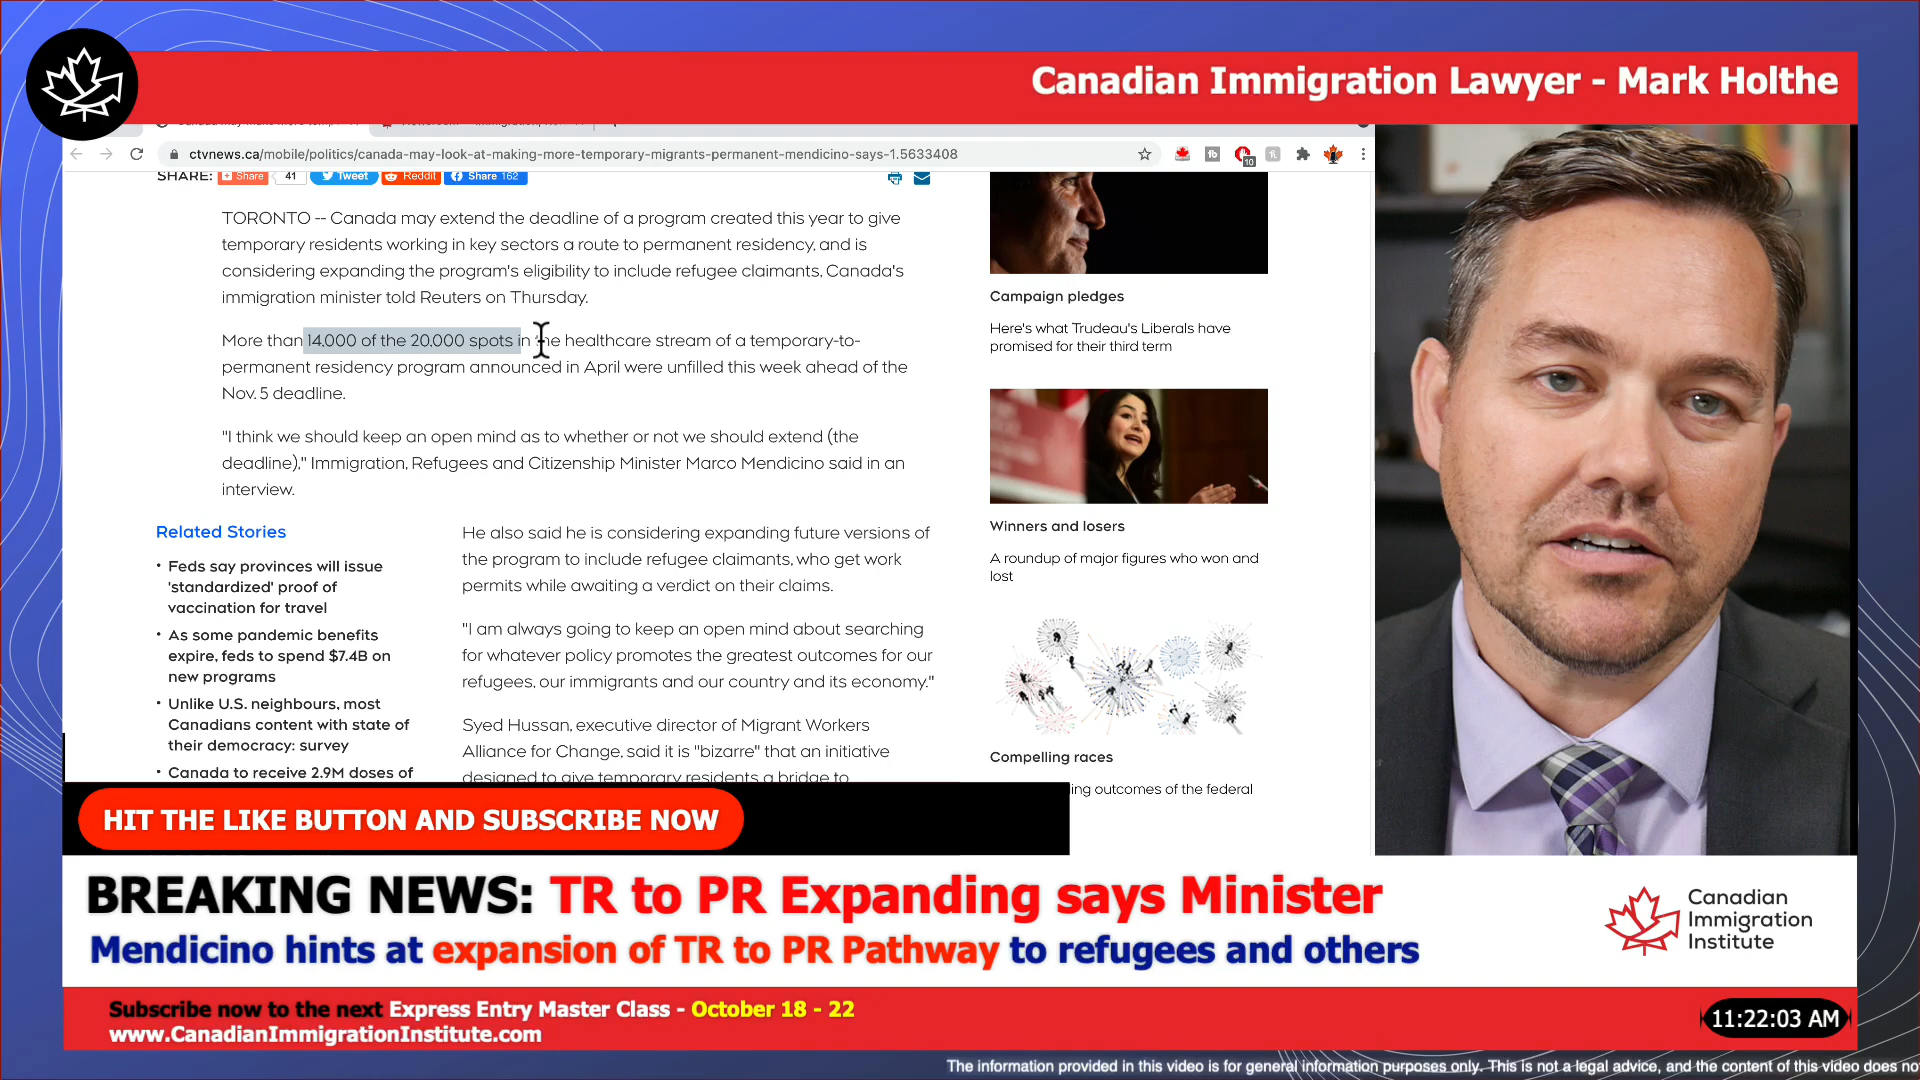 Canadian Immigration Lawyer - Mark Holthe
ctvnews.ca/mobile/politics/canada-may-look-at-making-more-temporary-migrants-permanent-mendicino-says-1.5633408
10
SHARE: Share 41 Tweet Reddit Share 162
TORONTO -- Canada may extend the deadline of a program created this year to give
temporary residents working in key sectors a route to permanent residency, and is
considering expanding the program's eligibility to include refugee claimants, Canada's
immigration minister told Reuters on Thursday.
More than 14,000 of the 20,000 spots in the healthcare stream of a temporary-to-
permanent residency program announced in April were unfilled this week ahead of the
Nov. 5 deadline.
"I think we should keep an open mind as to whether or not we should extend (the
deadline)," Immigration, Refugees and Citizenship Minister Marco Mendicino said in an
interview.
Related Stories
• Feds say provinces will issue
'standardized' proof of
vaccination for travel
• As some pandemic benefits
expire, feds to spend $7.4B on
new programs
• Unlike U.S. neighbours, most
Canadians content with state of
their democracy: survey
• Canada to receive 2.9M doses of
He also said he is considering expanding future versions of
the program to include refugee claimants, who get work
permits while awaiting a verdict on their claims.
"I am always going to keep an open mind about searching
for whatever policy promotes the greatest outcomes for our
refugees, our immigrants and our country and its economy."
Syed Hussan, executive director of Migrant Workers
Alliance for Change, said it is "bizarre" that an initiative
designed to give temporary residents a bridge to
Campaign pledges
Here's what Trudeau's Liberals have
promised for their third term
Winners and losers
A roundup of major figures who won and
lost
Compelling races
ing outcomes of the federal
HIT THE LIKE BUTTON AND SUBSCRIBE NOW
BREAKING NEWS: TR to PR Expanding says Minister
Mendicino hints at expansion of TR to PR Pathway to refugees and others
Canadian
Immigration
Institute
Subscribe now to the next Express Entry Master Class - October 18 - 22
www.CanadianImmigrationInstitute.com
11:22:03 AM
The information provided in this video is for general information purposes only. This is not a legal advice, and the content of this video does no